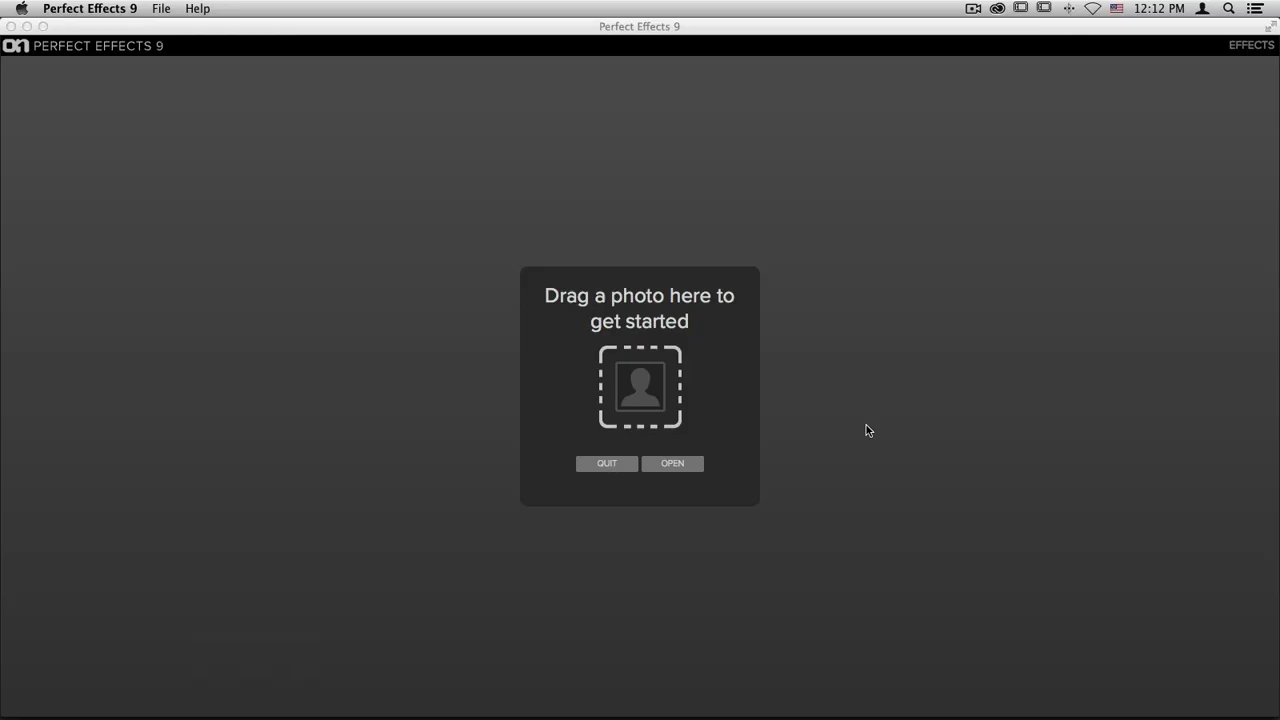 Perfect Effects 9 File Help 12:12 PM
Perfect Effects 9
on PERFECT EFFECTS 9 EFFECTS
Drag a photo here to
get started
QUIT OPEN